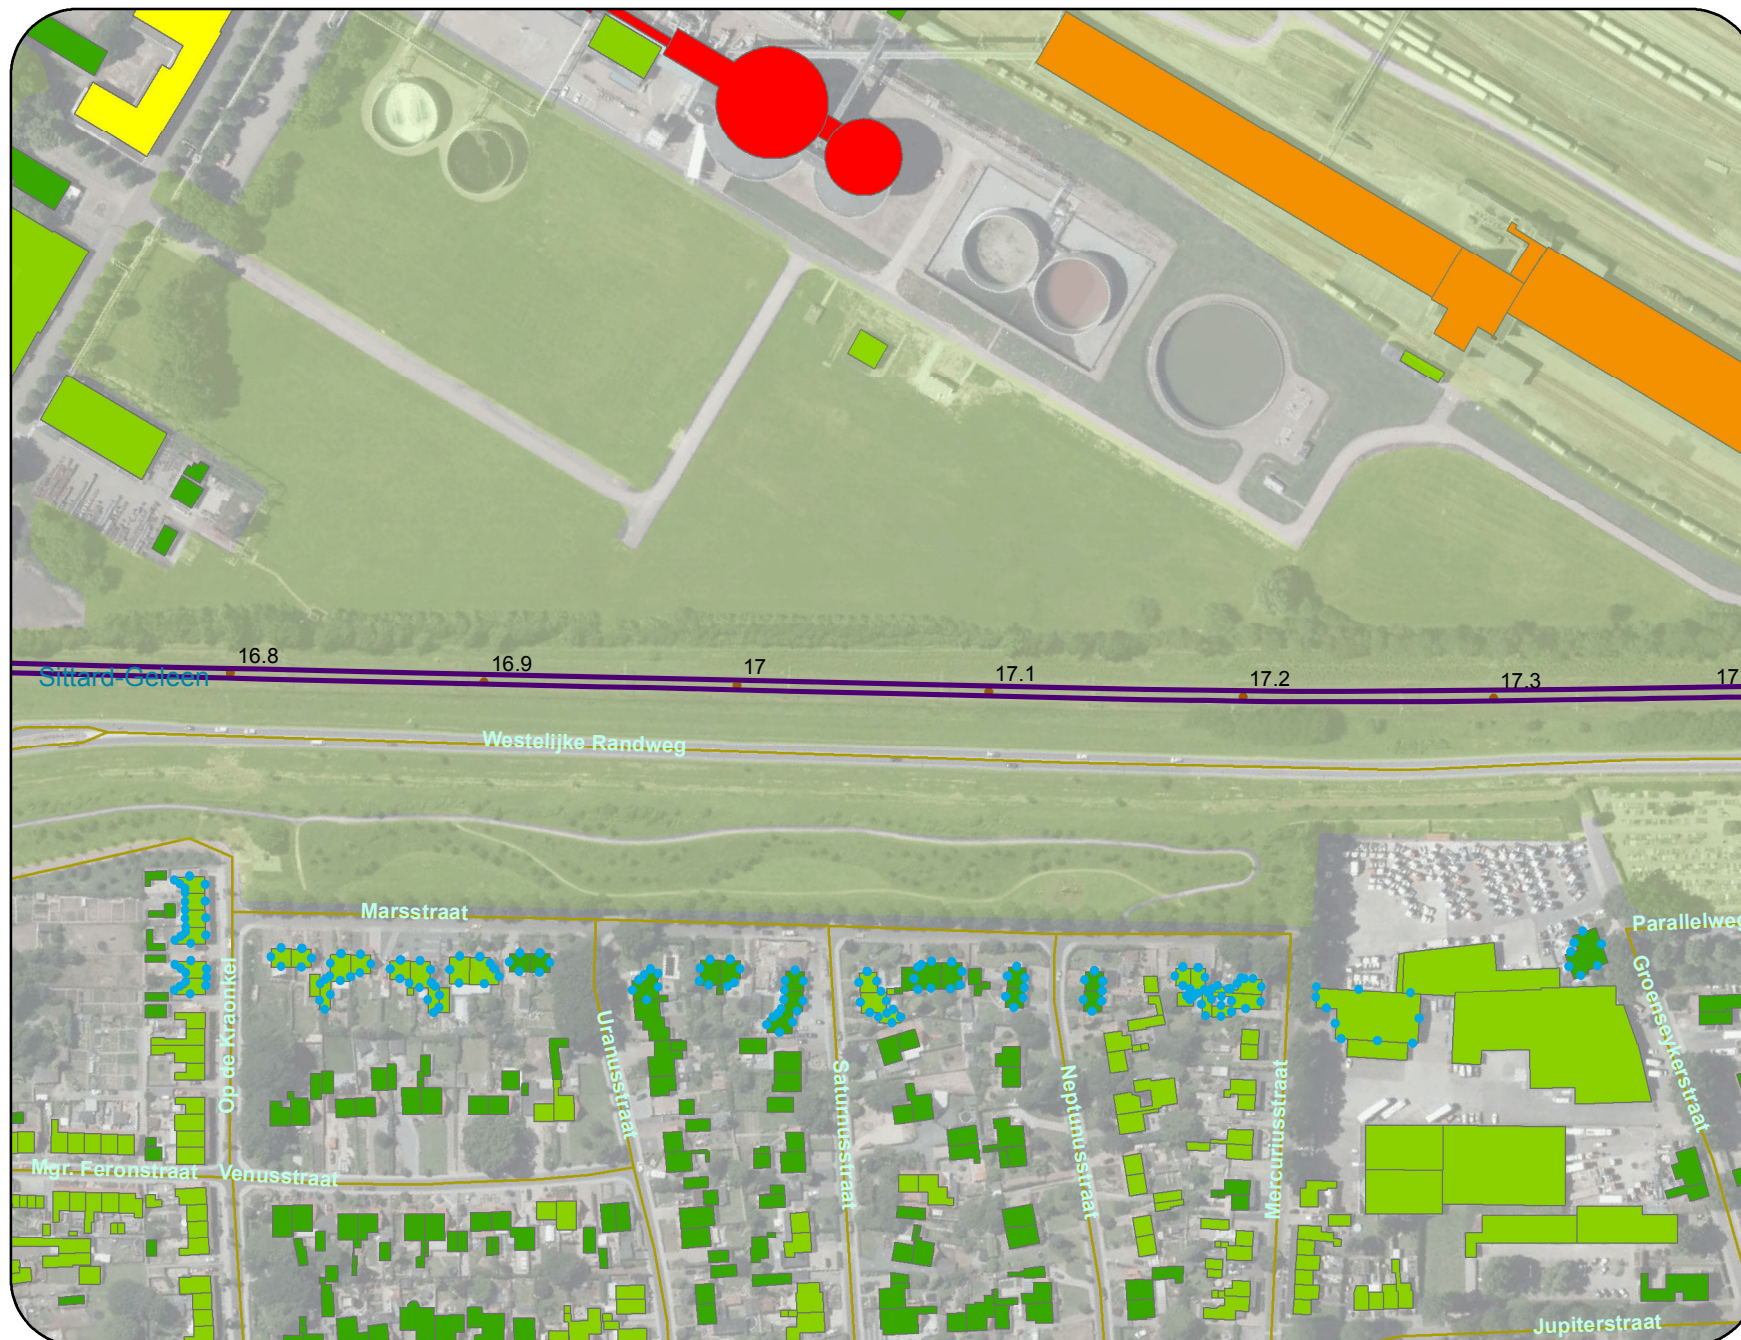 16.8
16.9
17
17.1
17.2
17.3
17
Sittard-Geleen
Westelijke Randweg
Marsstraat
Parallelweg
Op de Kraonkel
Uranusstraat
Saturnusstraat
Neptunusstraat
Mercuriusstraat
Groenseykerstraat
Mgr. Feronstraat
Venusstraat
Jupiterstraat